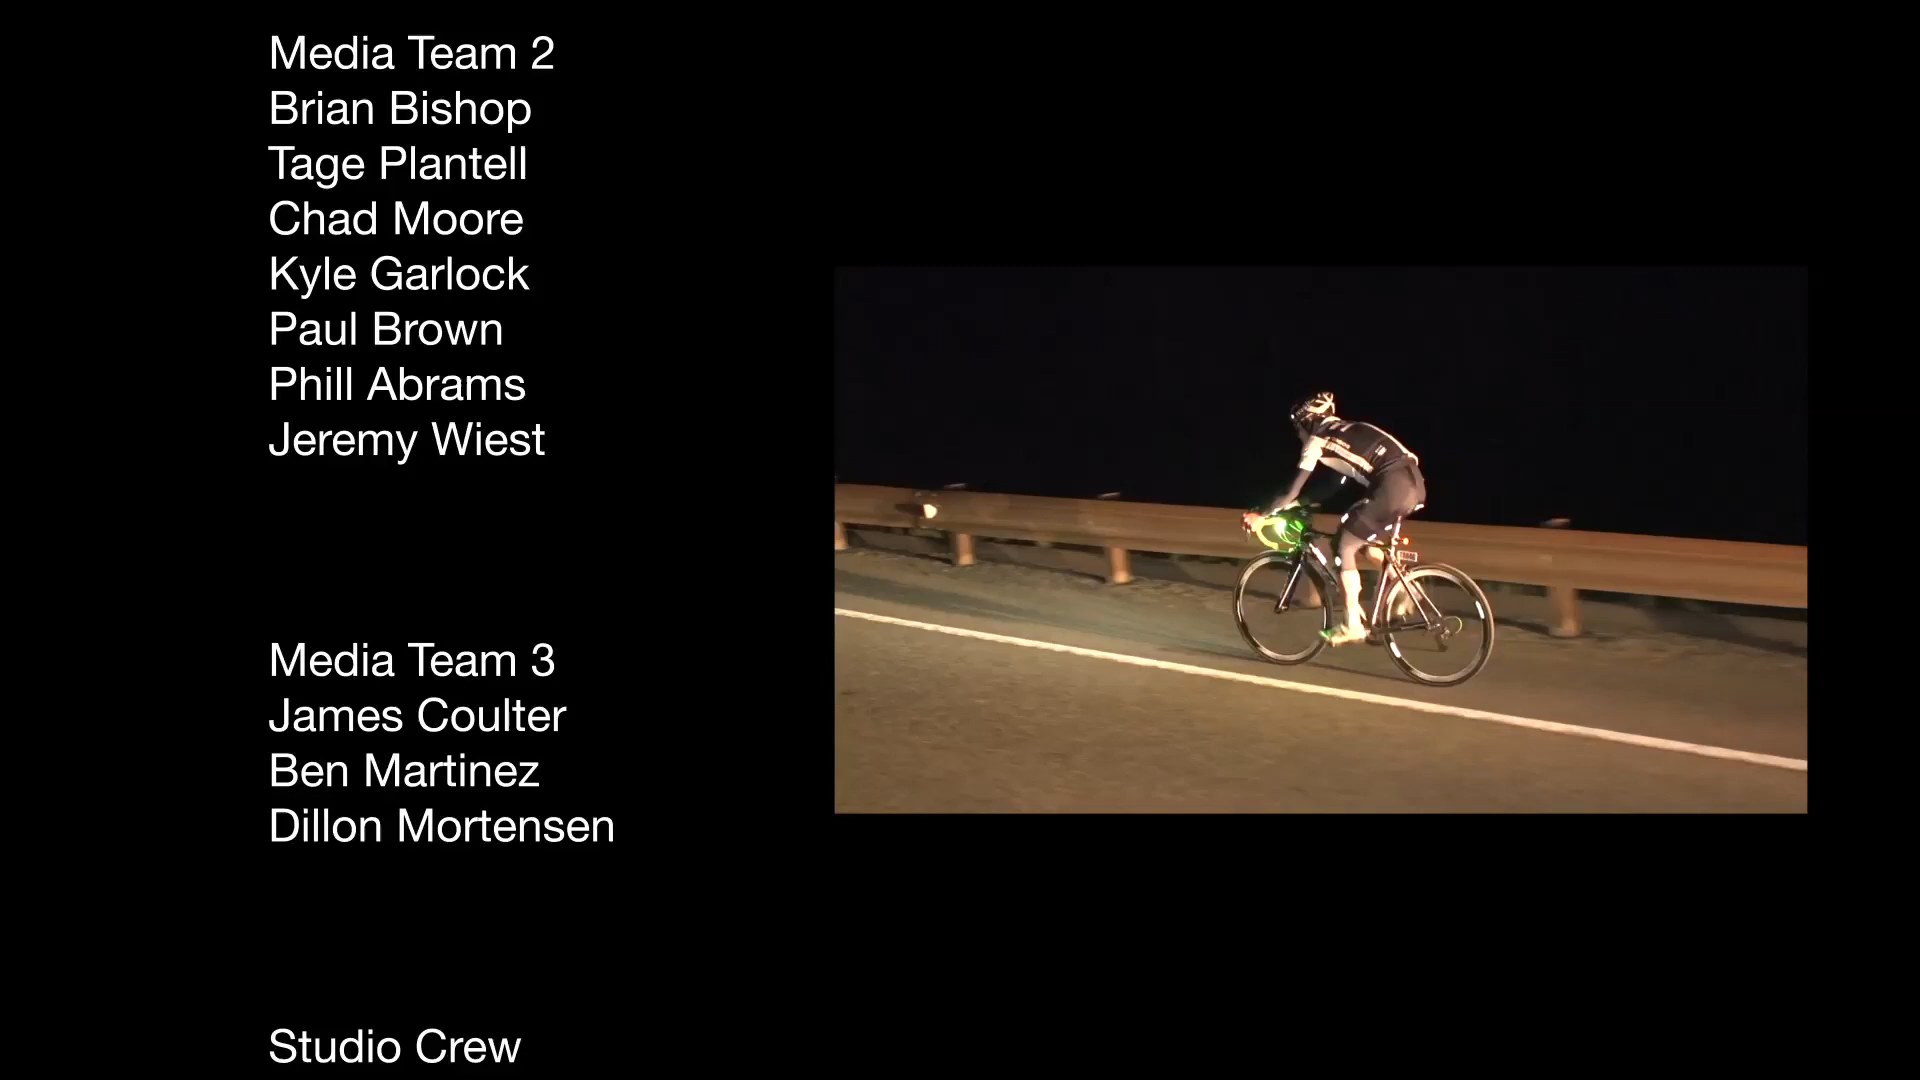 Media Team 2
Brian Bishop
Tage Plantell
Chad Moore
Kyle Garlock
Paul Brown
Phill Abrams
Jeremy Wiest
Media Team 3
James Coulter
Ben Martinez
Dillon Mortensen
Studio Crew